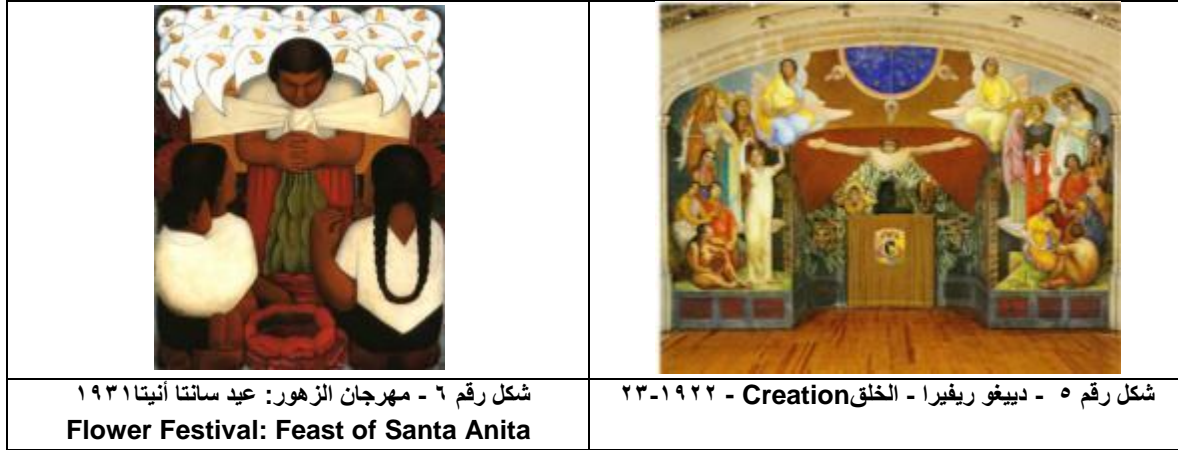 شكل رقم ٥ - دييغو ريفيرا - الخلقCreation - ١٩٢٢-٢٣
شكل رقم ٦ - مهرجان الزهور: عيد سانتا أنيتا١٩٣١
Flower Festival: Feast of Santa Anita